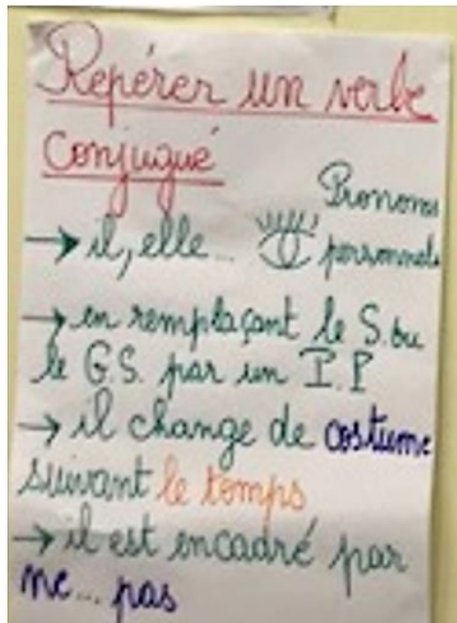 Repérer un verbe
conjugué
Pronoms
→ il, elle... personnels
→ en remplaçant le S. ou
le G.S. par un P.P
→ il change de costume
suivant le temps
→ il est encadré par
ne... pas